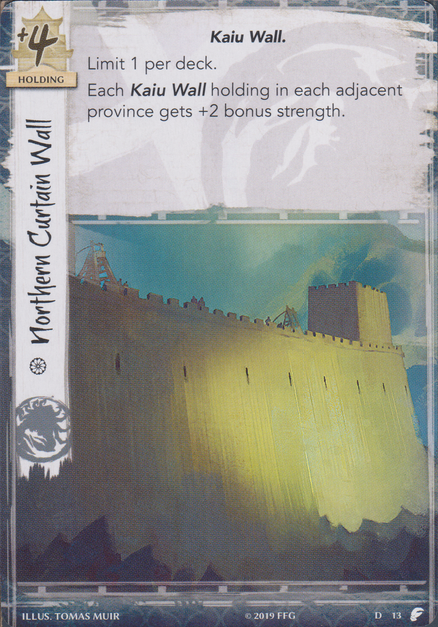 +4
HOLDING
Kaiu Wall.
Limit 1 per deck.
Each Kaiu Wall holding in each adjacent
province gets +2 bonus strength.
Northern Curtain Wall
ILLUS. TOMAS MUIR
© 2019 FFG
D 13